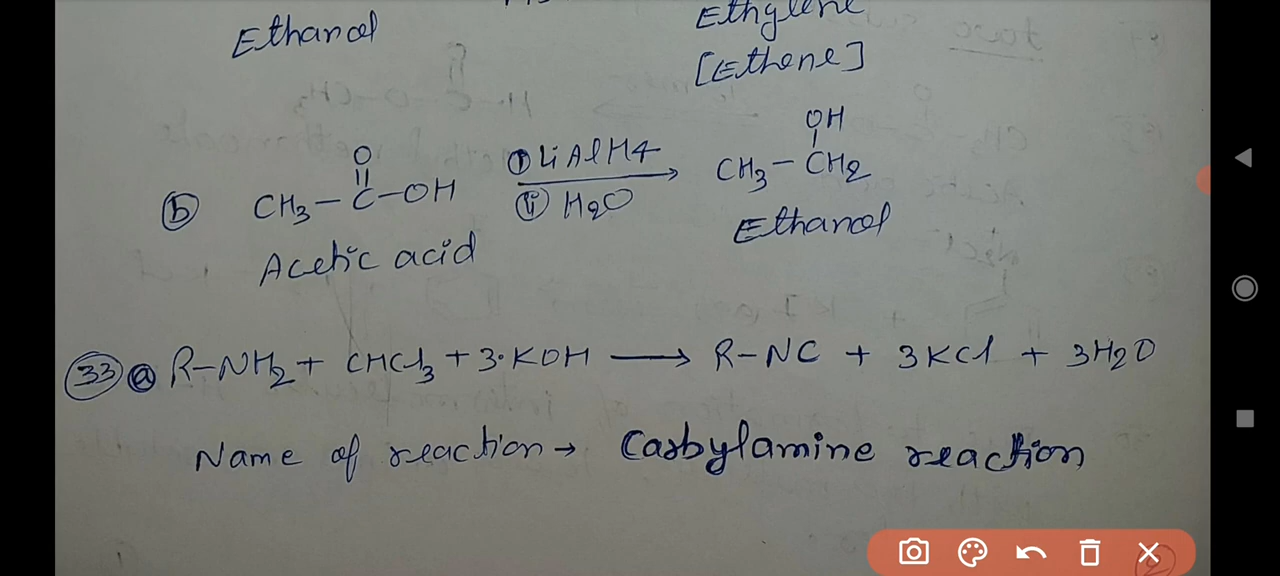 Ethanol
Ethylene
[Ethene]
ⓑ CH3-C-OH ① LiAlH4 → CH3-CH2
O
ⓘⓘ H2O
OH
Acetic acid
Ethanol
33 ⓐ R-NH2 + CHCl3 + 3·KOH → R-NC + 3KCl + 3H2O
Name of reaction → Carbylamine reaction